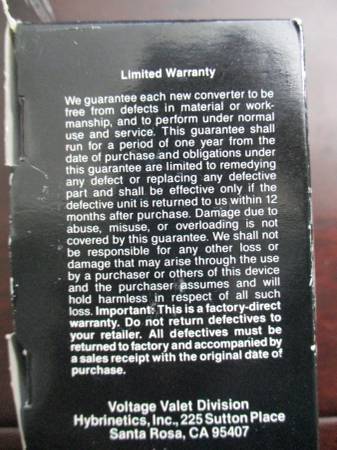 Limited Warranty
We guarantee each new converter to be
free from defects in material or work-
manship, and to perform under normal
use and service. This guarantee shall
run for a period of one year from the
date of purchase and obligations under
this guarantee are limited to remedying
any defect or replacing any defective
part and shall be effective only if the
defective unit is returned to us within 12
months after purchase. Damage due to
abuse, misuse, or overloading is not
covered by this guarantee. We shall not
be responsible for any other loss or
damage that may arise through the use
by a purchaser or others of this device
and the purchaser assumes and will
hold harmless in respect of all such
loss. Important: This is a factory-direct
warranty. Do not return defectives to
your retailer. All defectives must be
returned to factory and accompanied by
a sales receipt with the original date of
purchase.
Voltage Valet Division
Hybrinetics, Inc., 225 Sutton Place
Santa Rosa, CA 95407